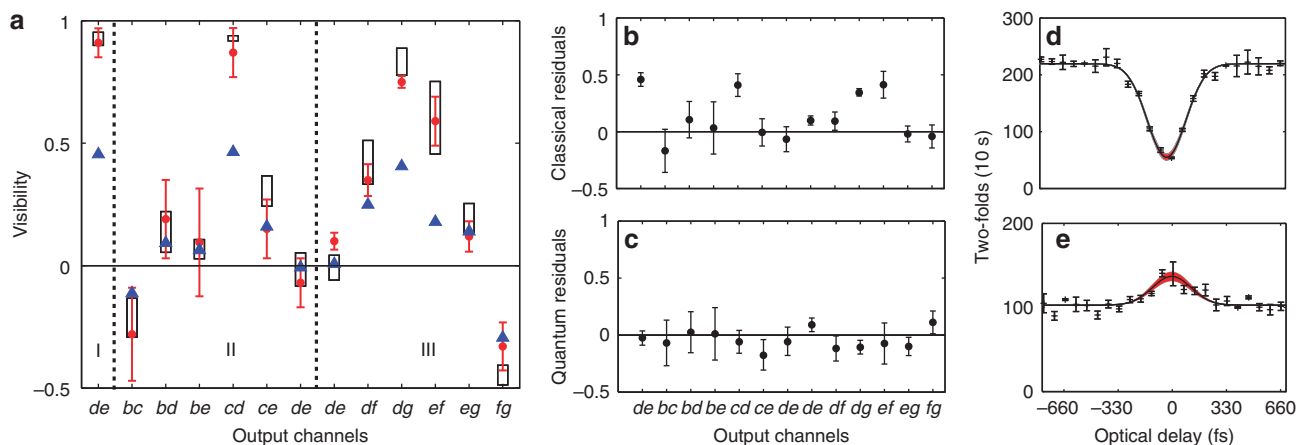 a
Visibility
1
0.5
0
−0.5
I
II
III
de bc bd be cd ce de de df dg ef eg fg
Output channels
b
Classical residuals
1
0.5
0
−0.5
c
Quantum residuals
1
0.5
0
−0.5
de bc bd be cd ce de de df dg ef eg fg
Output channels
d
Two-folds (10 s)
300
200
100
0
e
200
100
0
−660 −330 0 330 660
Optical delay (fs)